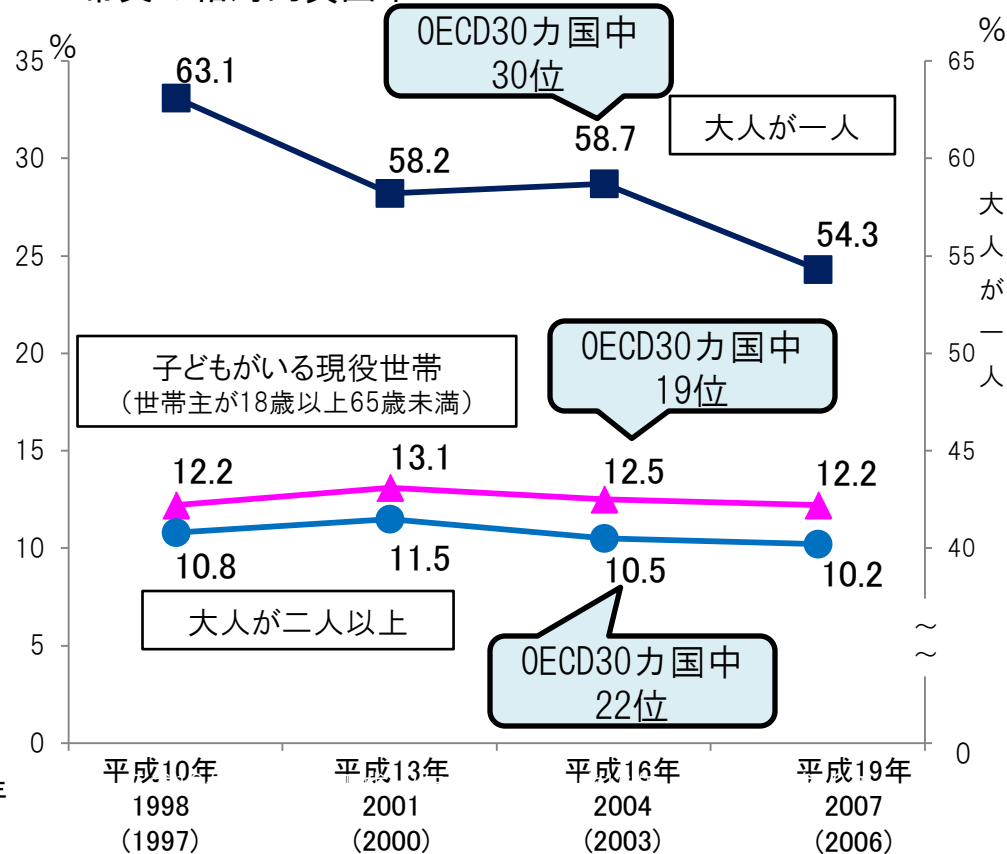 %
%
OECD30カ国中
30位
35
65
63.1
大人が一人
58.7
58.2
30
60
54.3
25
55
大人が一人
OECD30カ国中
19位
20
50
子どもがいる現役世帯
（世帯主が18歳以上65歳未満）
15
45
12.2
13.1
12.5
12.2
10
40
10.8
11.5
10.5
10.2
大人が二人以上
5
～
～
OECD30カ国中
22位
0
0
平成10年
平成13年
平成16年
平成19年
1998
2001
2004
2007
(1997)
(2000)
(2003)
(2006)